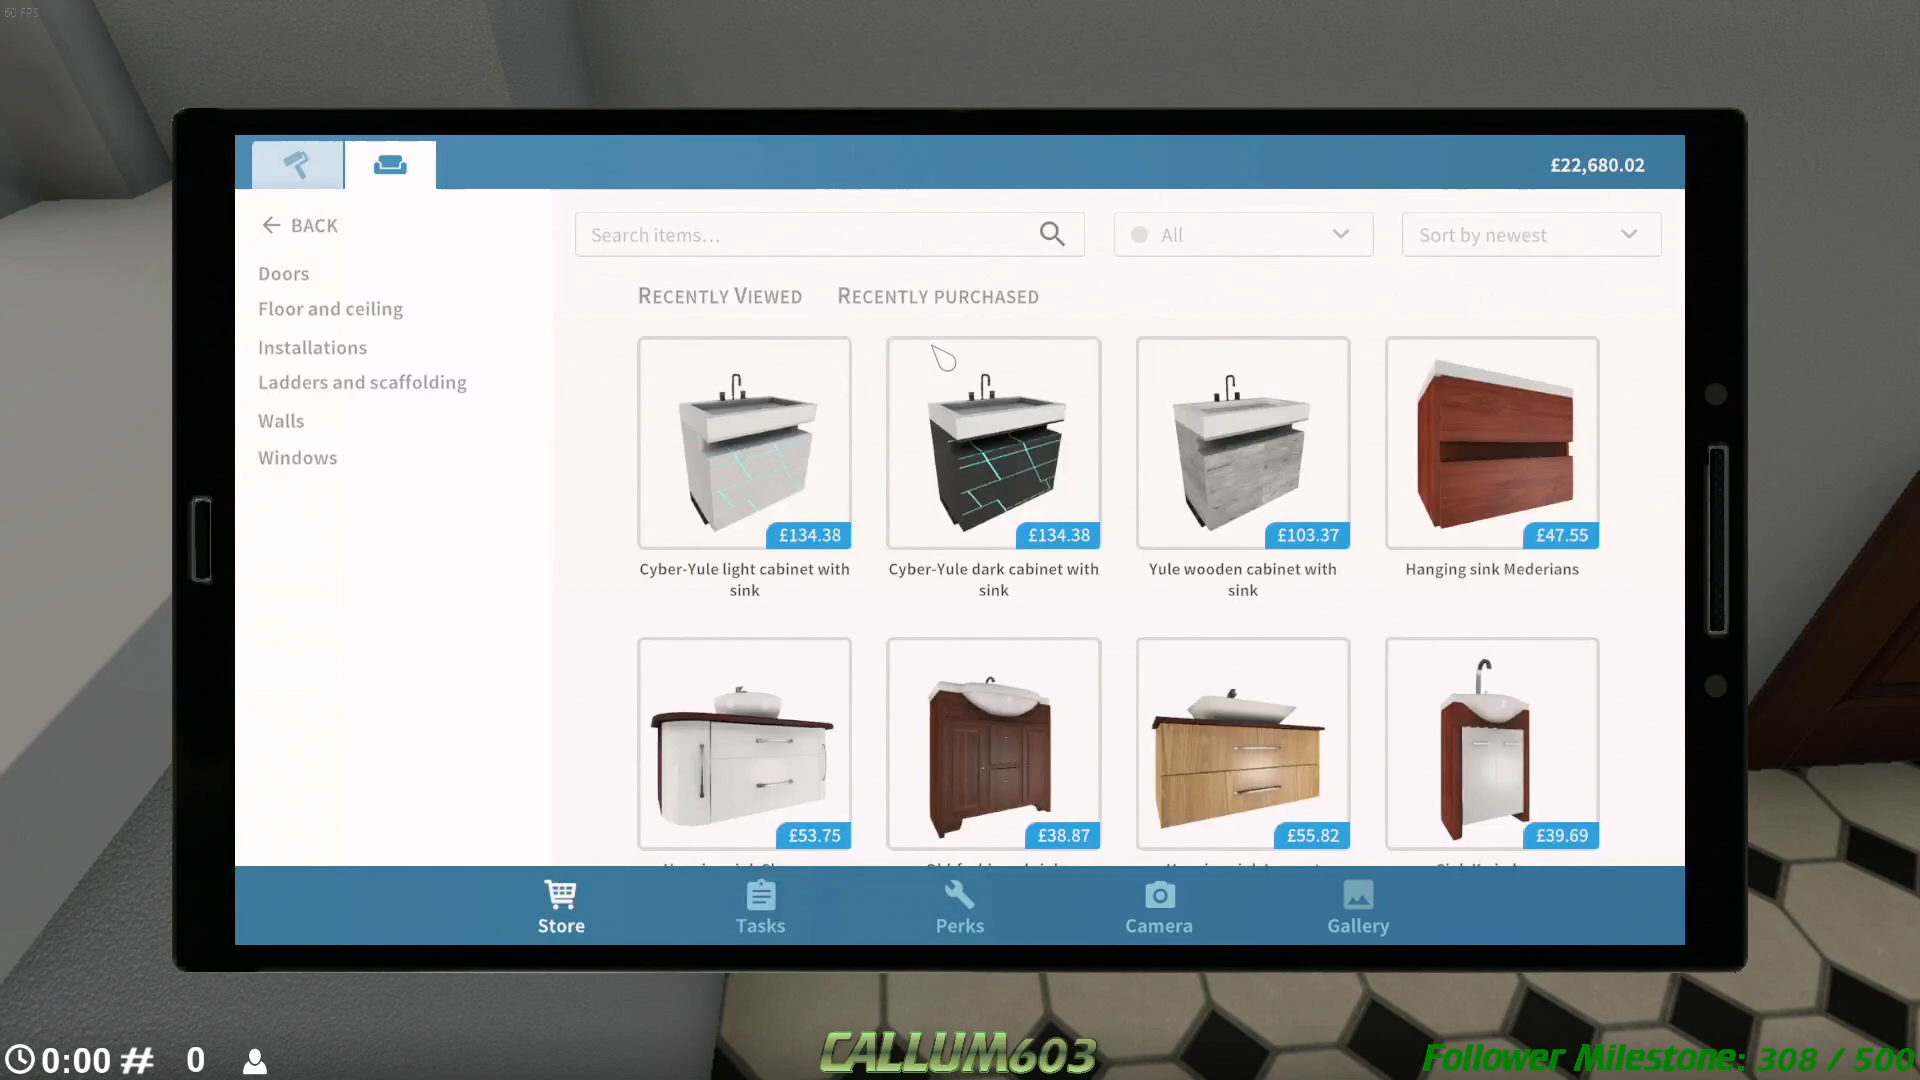 60 FPS
£22,680.02
BACK
Search items...
All
Sort by newest
Doors
Floor and ceiling
Installations
Ladders and scaffolding
Walls
Windows
RECENTLY VIEWED
RECENTLY PURCHASED
£134.38
£134.38
£103.37
£47.55
Cyber-Yule light cabinet with
sink
Cyber-Yule dark cabinet with
sink
Yule wooden cabinet with
sink
Hanging sink Mederians
£53.75
£38.87
£55.82
£39.69
Store
Tasks
Perks
Camera
Gallery
0:00 # 0
CALLUM603
Follower Milestone: 308 / 500